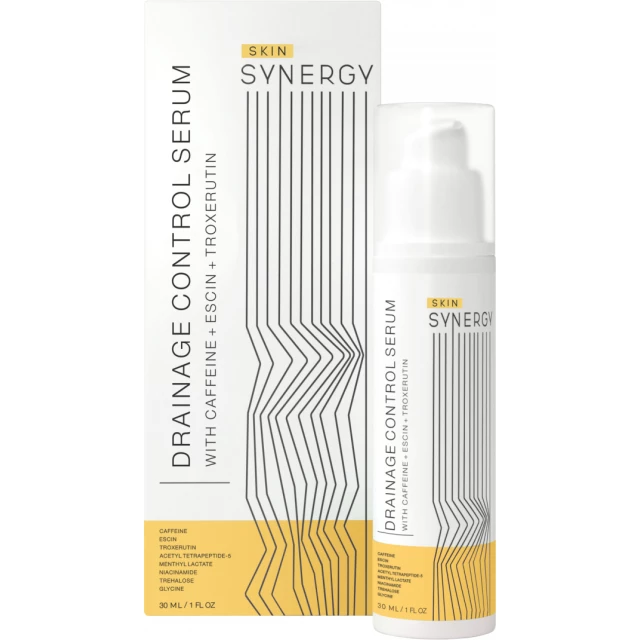 SKIN
SYNERGY
DRAINAGE CONTROL SERUM
WITH CAFFEINE + ESCIN + TROXERUTIN
CAFFEINE
ESCIN
TROXERUTIN
ACETYL TETRAPEPTIDE-5
MENTHYL LACTATE
NIACINAMIDE
TREHALOSE
GLYCINE
30 ML / 1 FL OZ
SKIN
SYNERGY
DRAINAGE CONTROL SERUM
WITH CAFFEINE + ESCIN + TROXERUTIN
CAFFEINE
ESCIN
TROXERUTIN
ACETYL TETRAPEPTIDE-5
MENTHYL LACTATE
NIACINAMIDE
TREHALOSE
GLYCINE
30 ML / 1 FL OZ